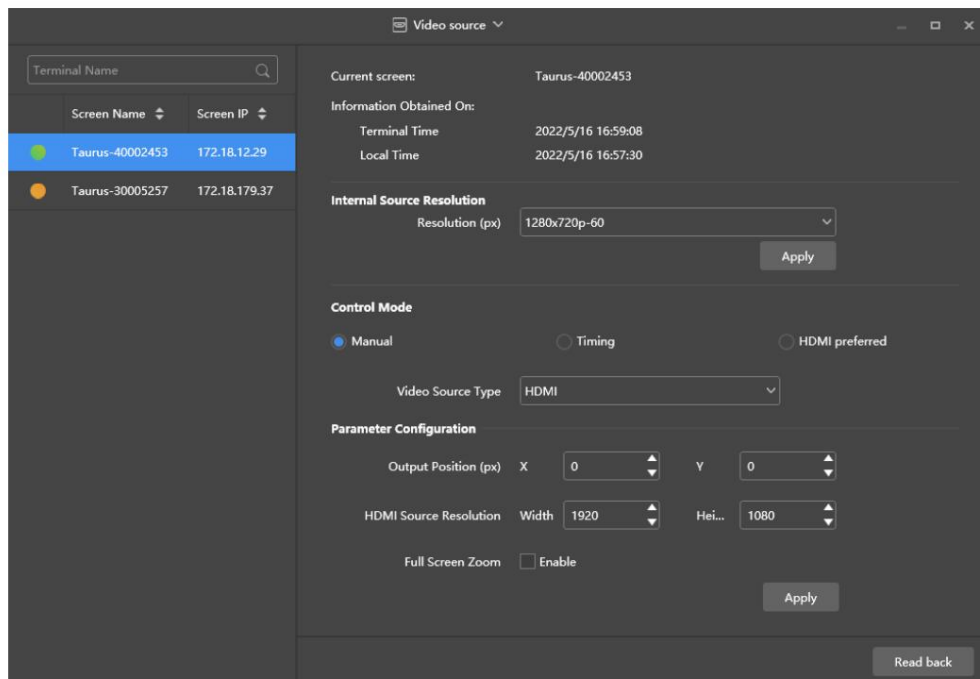 Video source
Terminal Name
Screen Name Screen IP
Taurus-40002453 172.18.12.29
Taurus-30005257 172.18.179.37
Current screen: Taurus-40002453
Information Obtained On:
Terminal Time 2022/5/16 16:59:08
Local Time 2022/5/16 16:57:30
Internal Source Resolution
Resolution (px) 1280x720p-60
Apply
Control Mode
Manual Timing HDMI preferred
Video Source Type HDMI
Parameter Configuration
Output Position (px) X 0 Y 0
HDMI Source Resolution Width 1920 Hei... 1080
Full Screen Zoom Enable
Apply
Read back